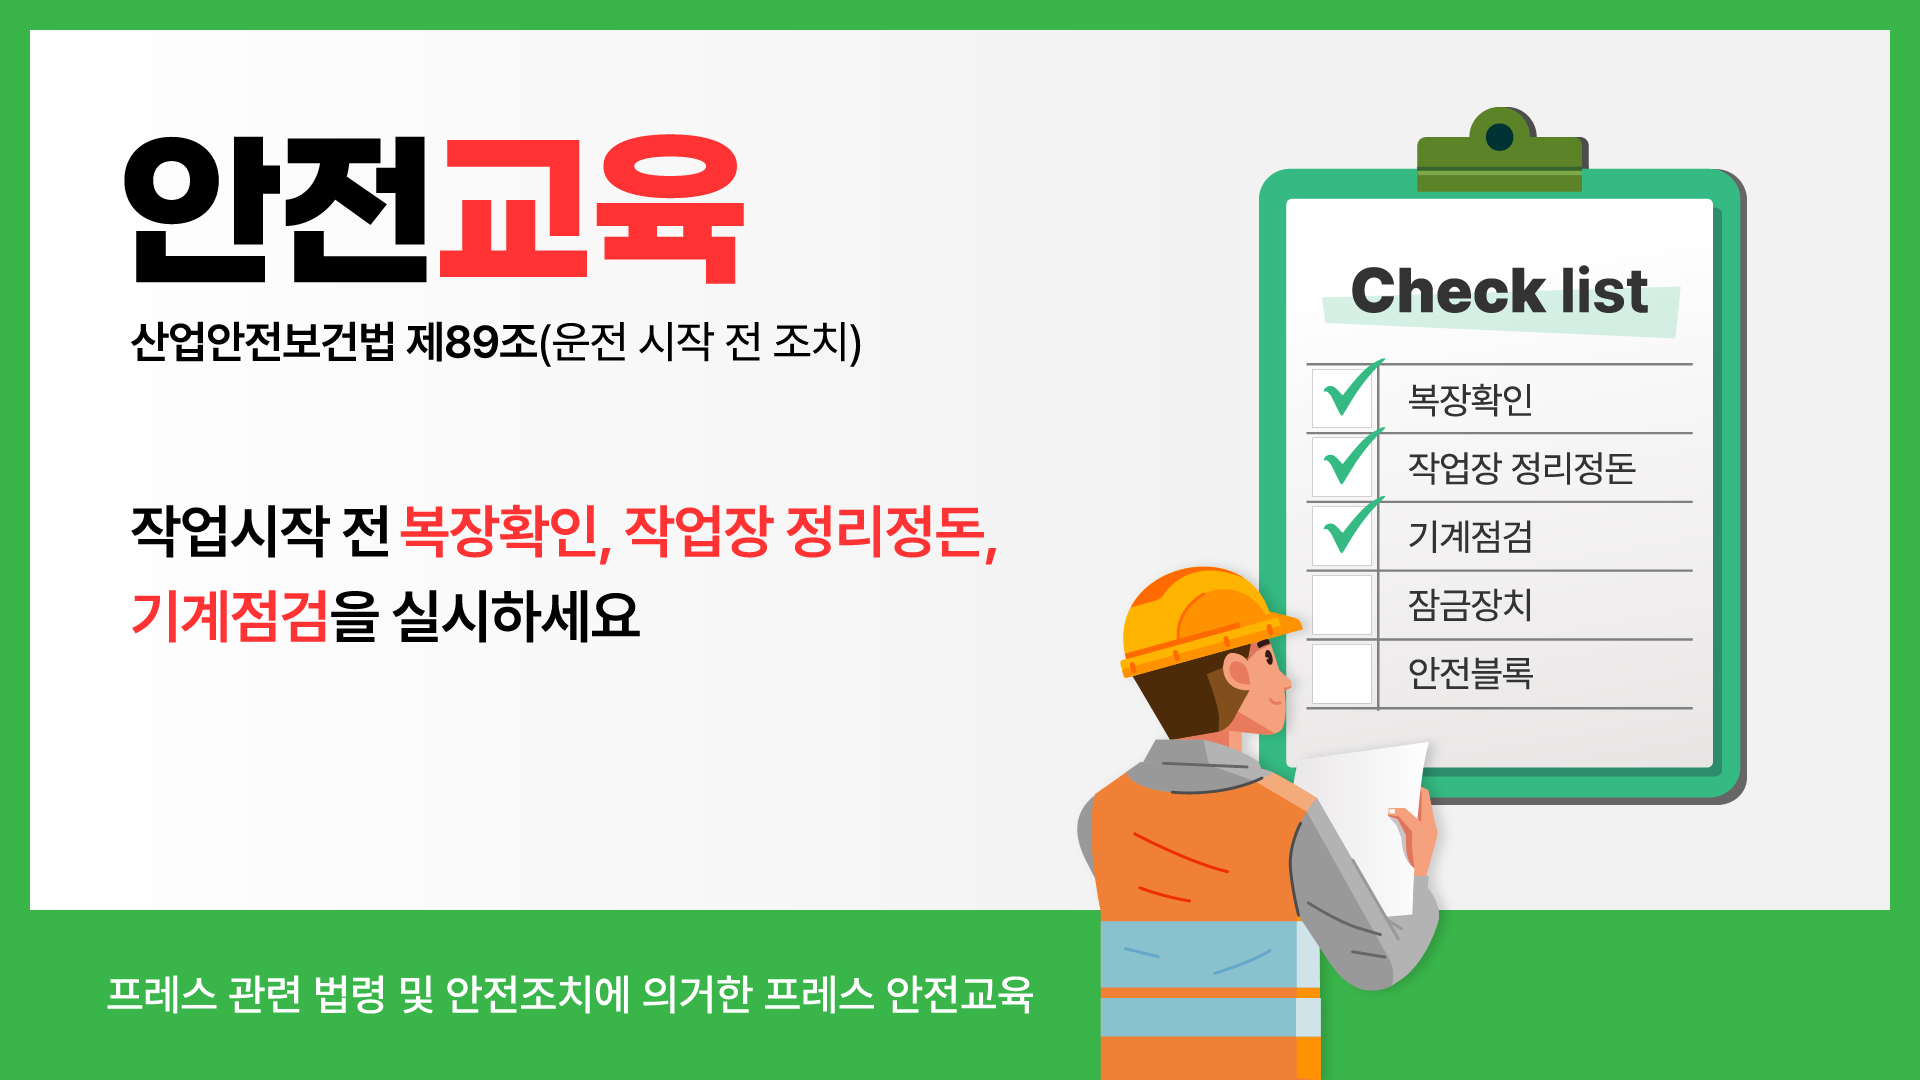 안전교육
산업안전보건법 제89조(운전 시작 전 조치)
작업시작 전 복장확인, 작업장 정리정돈,
기계점검을 실시하세요
Check list
복장확인
작업장 정리정돈
기계점검
잠금장치
안전블록
프레스 관련 법령 및 안전조치에 의거한 프레스 안전교육